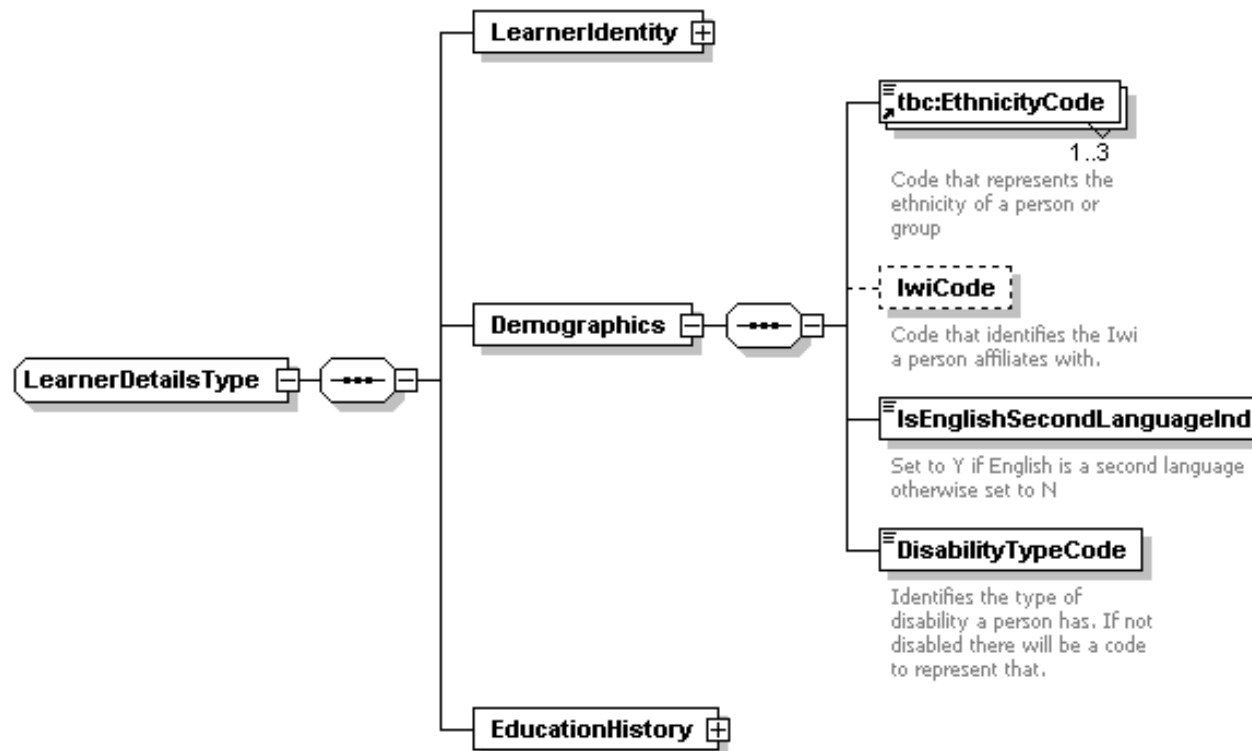 LearnerIdentity
tbc:EthnicityCode
1..3
Code that represents the
ethnicity of a person or
group
IwiCode
Code that identifies the Iwi
a person affiliates with.
Demographics
LearnerDetailsType
IsEnglishSecondLanguageInd
Set to Y if English is a second language
otherwise set to N
DisabilityTypeCode
Identifies the type of
disability a person has. If not
disabled there will be a code
to represent that.
EducationHistory